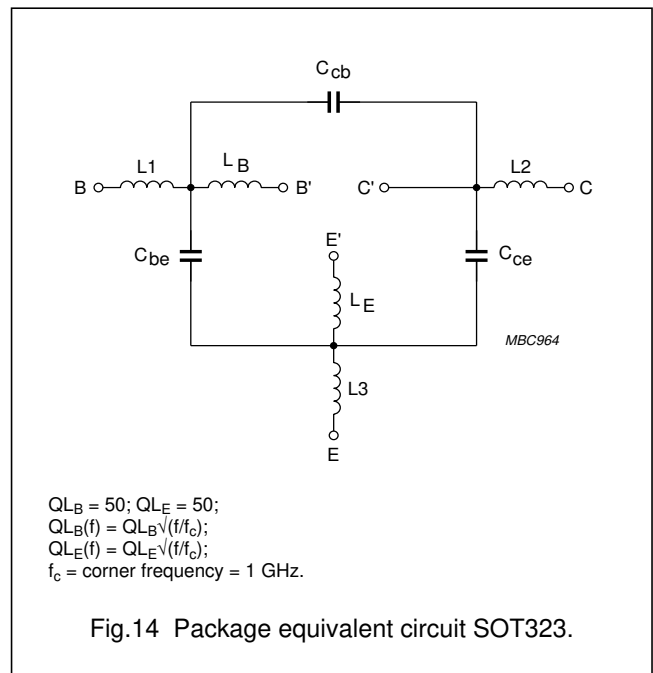 Ccb
L1
LB
L2
B
B'
C'
C
Cbe
E'
Cce
LE
MBC964
L3
E
QLB = 50; QLE = 50;
QLB(f) = QLB√(f/fc);
QLE(f) = QLE√(f/fc);
fc = corner frequency = 1 GHz.
Fig.14 Package equivalent circuit SOT323.